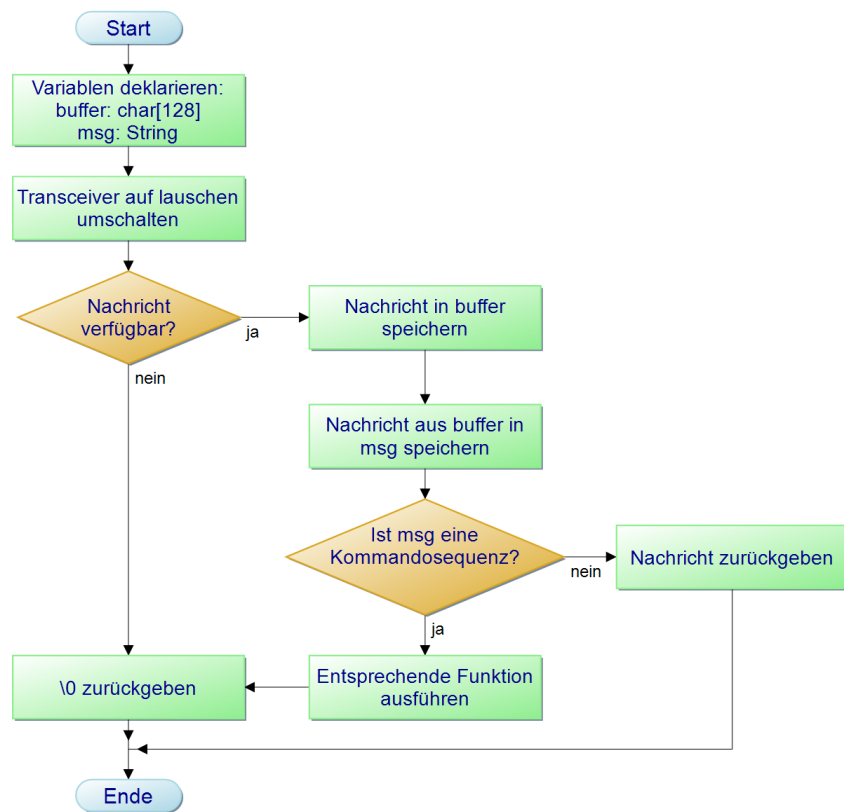 Start
Variablen deklarieren:
buffer: char[128]
msg: String
Transceiver auf lauschen
umschalten
Nachricht
verfügbar?
ja
nein
Nachricht in buffer
speichern
Nachricht aus buffer in
msg speichern
Ist msg eine
Kommandosequenz?
nein
ja
Nachricht zurückgeben
Entsprechende Funktion
ausführen
\0 zurückgeben
Ende